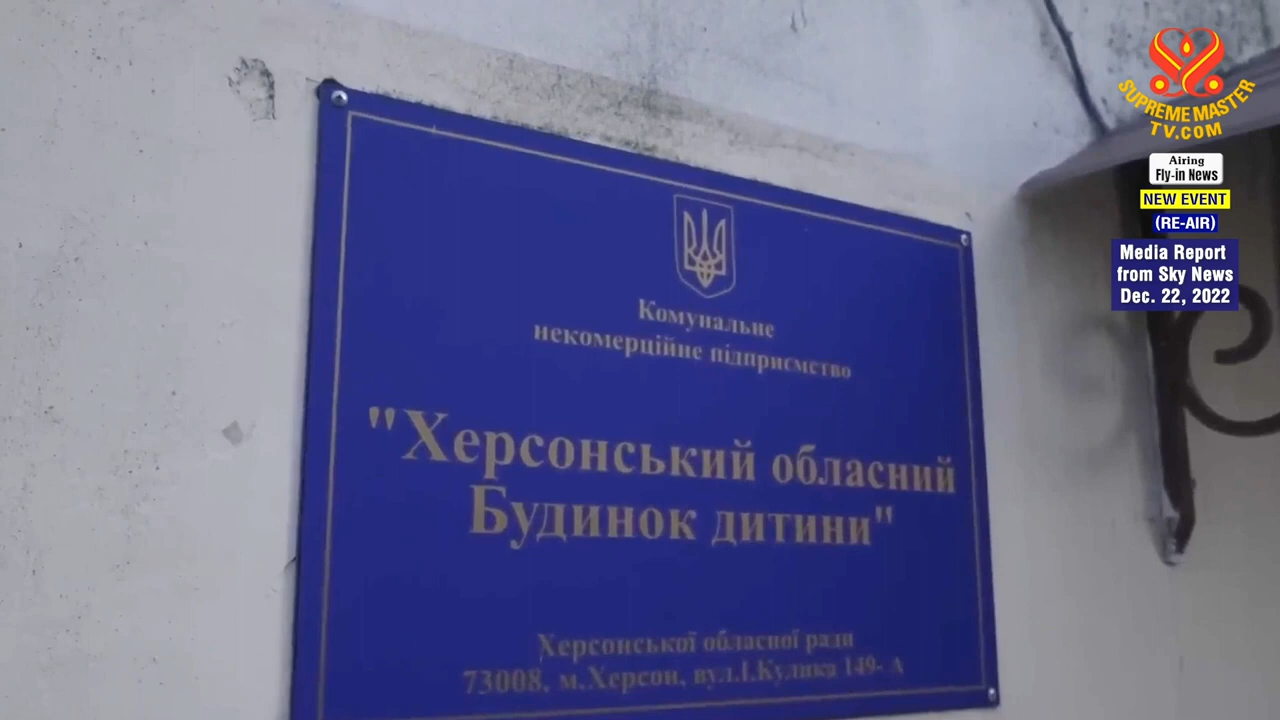 Комунальне
некомерційне підприємство
"Херсонський обласний
Будинок дитини"
Херсонської обласної ради
73008, м.Херсон, вул.І.Кулика 149- А
SUPREME MASTER
TV.COM
Airing
Fly-in News
NEW EVENT
(RE-AIR)
Media Report
from Sky News
Dec. 22, 2022